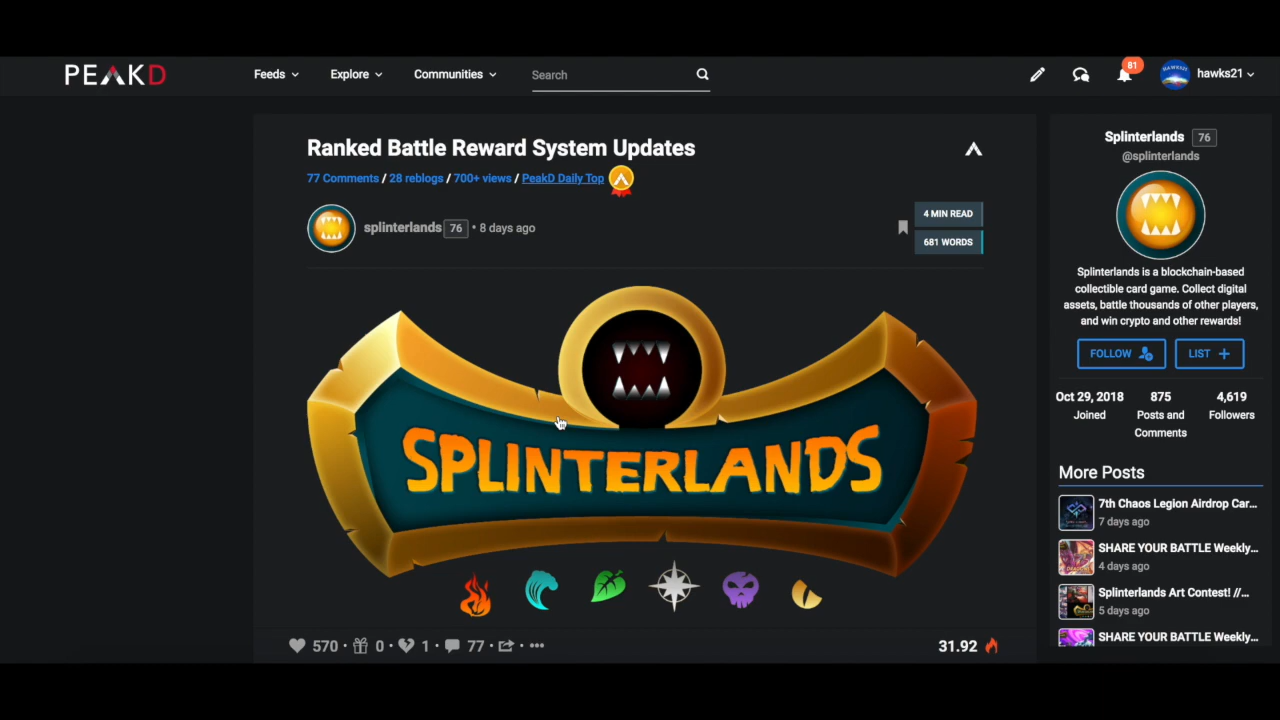 PEAKD
Feeds
Explore
Communities
Search
81
HAWKS21
hawks21
Ranked Battle Reward System Updates
77 Comments / 28 reblogs / 700+ views / PeakD Daily Top
splinterlands 76 • 8 days ago
4 MIN READ
681 WORDS
SPLINTERLANDS
570 • 0 • 1 • 77 • • •••
31.92
Splinterlands 76
@splinterlands
Splinterlands is a blockchain-based
collectible card game. Collect digital
assets, battle thousands of other players,
and win crypto and other rewards!
FOLLOW
LIST +
Oct 29, 2018
Joined
875
Posts and
Comments
4,619
Followers
More Posts
7th Chaos Legion Airdrop Car...
7 days ago
SHARE YOUR BATTLE Weekly...
4 days ago
Splinterlands Art Contest! //...
5 days ago
SHARE YOUR BATTLE Weekly...